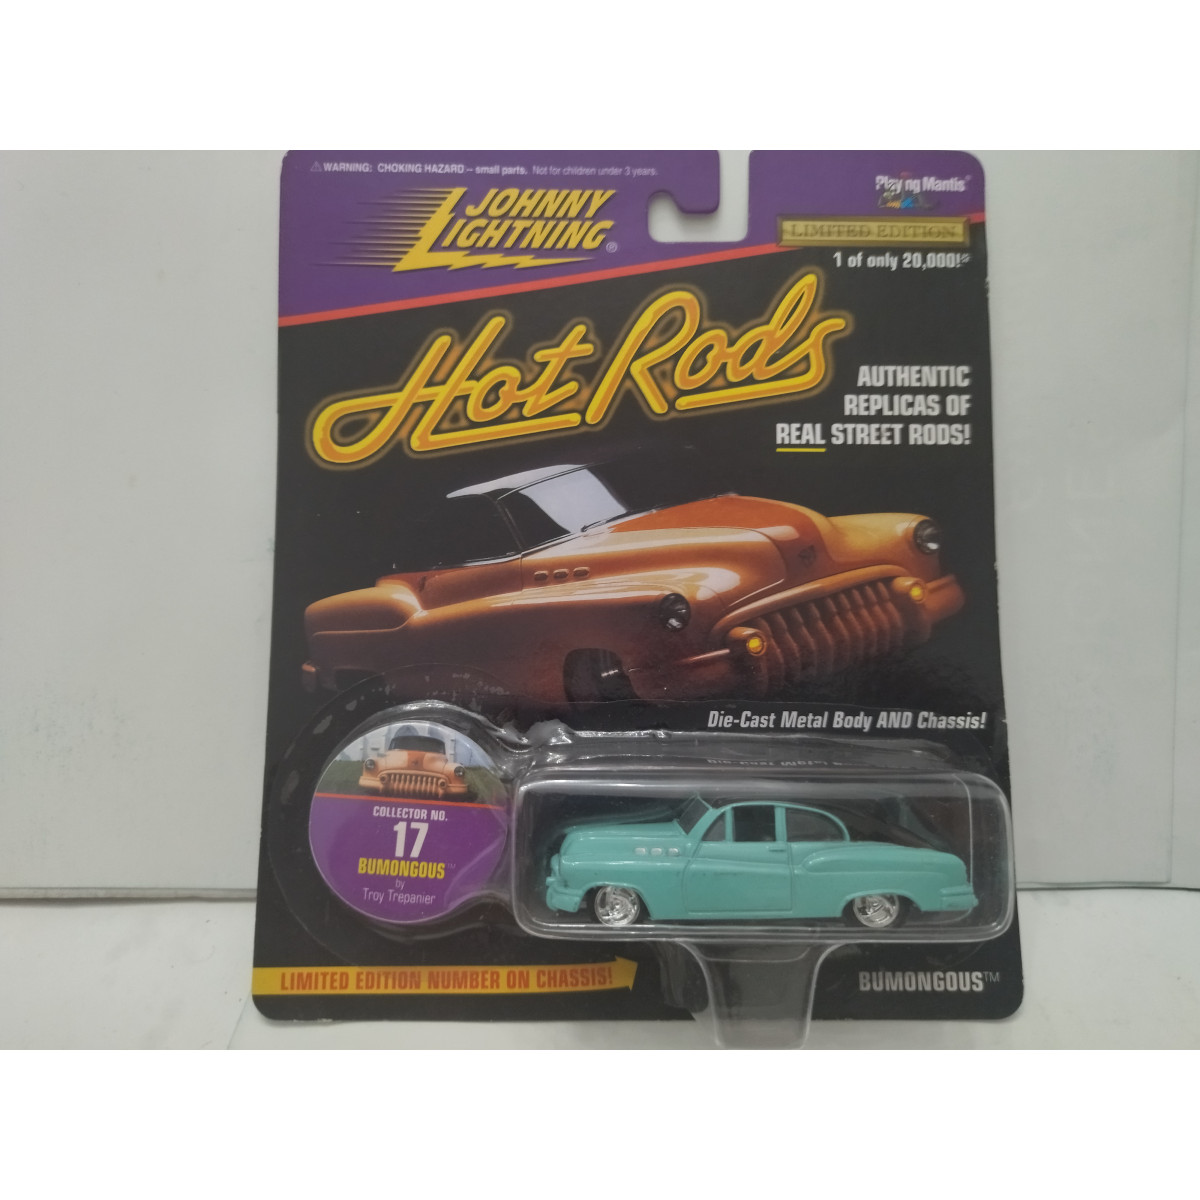 WARNING: CHOKING HAZARD – small parts. Not for children under 3 years.
JOHNNY
LIGHTNING®
Playing Mantis®
LIMITED EDITION
1 of only 20,000!
Hot Rods
AUTHENTIC
REPLICAS OF
REAL STREET RODS!
Die-Cast Metal Body AND Chassis!
COLLECTOR NO.
17
BUMONGOUS™
by
Troy Trepanier
LIMITED EDITION NUMBER ON CHASSIS!
BUMONGOUS™